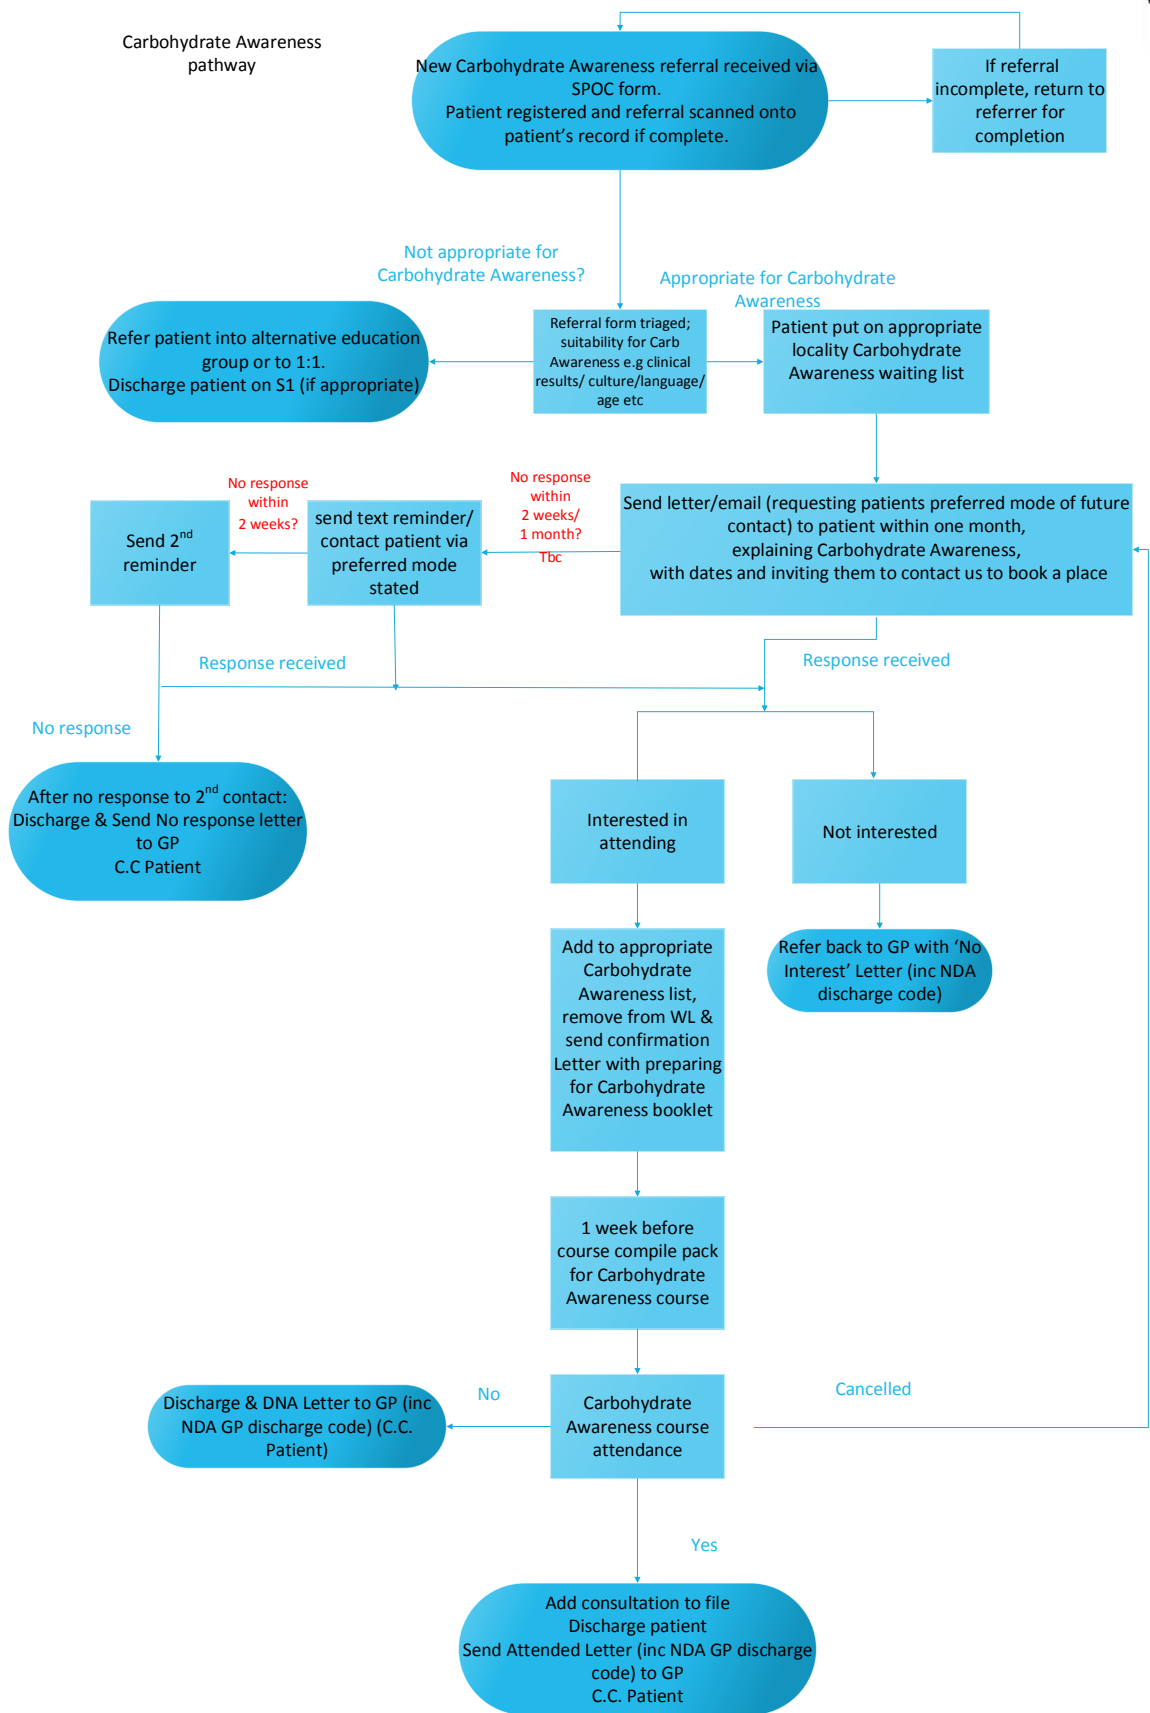 Carbohydrate Awareness
pathway
New Carbohydrate Awareness referral received via
SPOC form.
Patient registered and referral scanned onto
patient's record if complete.
If referral
incomplete, return to
referrer for
completion
Not appropriate for
Carbohydrate Awareness?
Appropriate for Carbohydrate
Awareness
Refer patient into alternative education
group or to 1:1.
Discharge patient on S1 (if appropriate)
Referral form triaged;
suitability for Carb
Awareness e.g clinical
results/ culture/language/
age etc
Patient put on appropriate
locality Carbohydrate
Awareness waiting list
Send 2nd
reminder
No response
within
2 weeks?
send text reminder/
contact patient via
preferred mode
stated
No response
within
2 weeks/
1 month?
Tbc
Send letter/email (requesting patients preferred mode of future
contact) to patient within one month,
explaining Carbohydrate Awareness,
with dates and inviting them to contact us to book a place
Response received
Response received
No response
After no response to 2nd contact:
Discharge & Send No response letter
to GP
C.C Patient
Interested in
attending
Not interested
Add to appropriate
Carbohydrate
Awareness list,
remove from WL &
send confirmation
Letter with preparing
for Carbohydrate
Awareness booklet
Refer back to GP with ‘No
Interest’ Letter (inc NDA
discharge code)
1 week before
course compile pack
for Carbohydrate
Awareness course
Discharge & DNA Letter to GP (inc
NDA GP discharge code) (C.C.
Patient)
No
Carbohydrate
Awareness course
attendance
Cancelled
Yes
Add consultation to file
Discharge patient
Send Attended Letter (inc NDA GP discharge
code) to GP
C.C. Patient